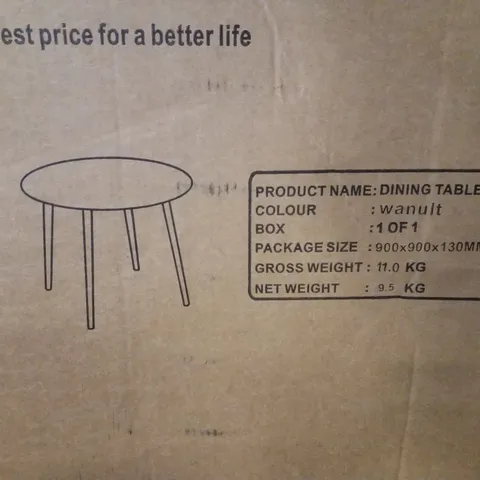 est price for a better life
PRODUCT NAME: DINING TABLE
COLOUR : wanult
BOX : 1 OF 1
PACKAGE SIZE : 900x900x130MM
GROSS WEIGHT : 11.0 KG
NET WEIGHT : 9.5 KG